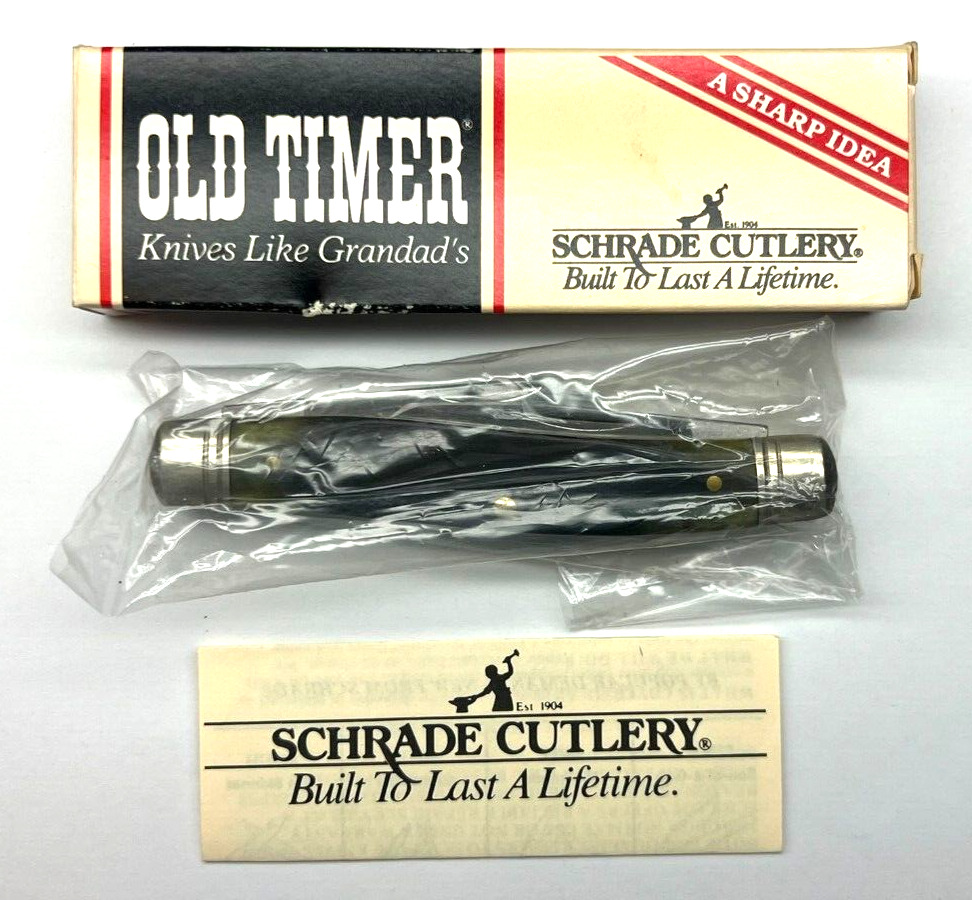 OLD TIMER®
Knives Like Grandad's
A SHARP IDEA
Est. 1904
SCHRADE CUTLERY®
Built To Last A Lifetime.
Est 1904
SCHRADE CUTLERY®
Built To Last A Lifetime.